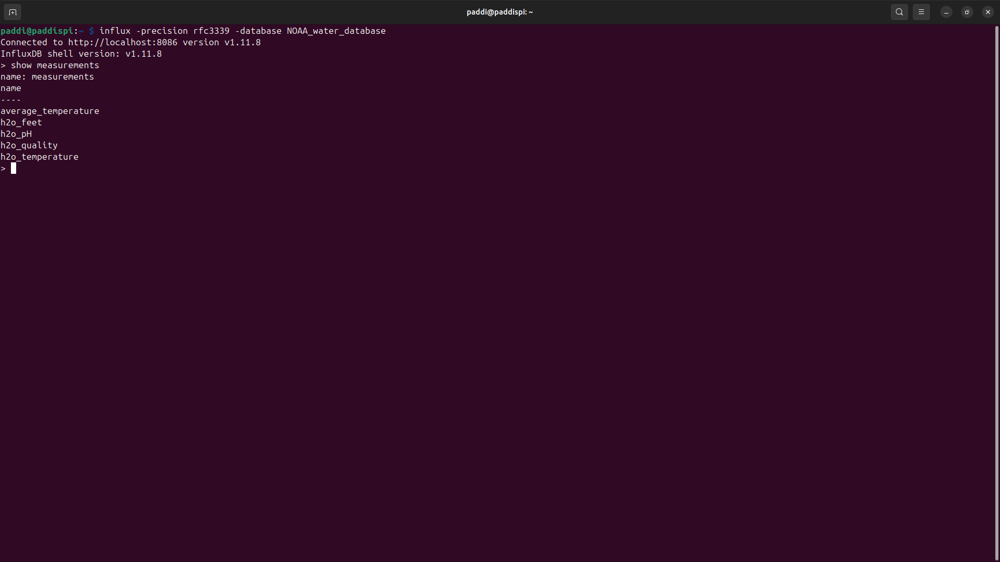 paddi@paddispi: ~
paddi@paddispi:~ $ influx -precision rfc3339 -database NOAA_water_database
Connected to http://localhost:8086 version v1.11.8
InfluxDB shell version: v1.11.8
> show measurements
name: measurements
name
----
average_temperature
h2o_feet
h2o_pH
h2o_quality
h2o_temperature
>